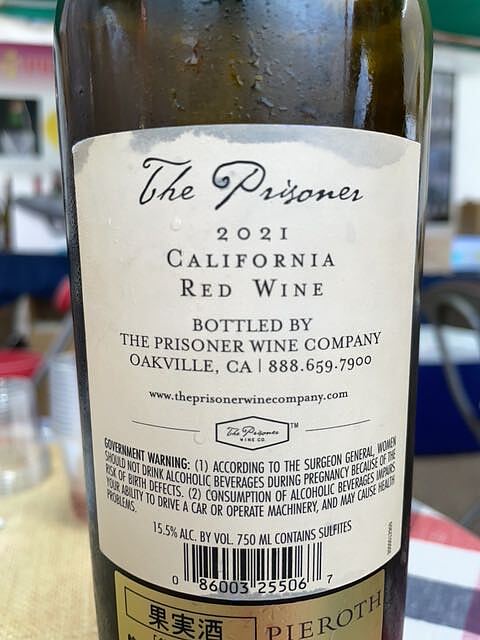 The Prisoner
2021
CALIFORNIA
RED WINE
BOTTLED BY
THE PRISONER WINE COMPANY
OAKVILLE, CA | 888.659.7900
www.theprisonerwinecompany.com
The Prisoner TM
WINE CO.
GOVERNMENT WARNING: (1) ACCORDING TO THE SURGEON GENERAL, WOMEN
SHOULD NOT DRINK ALCOHOLIC BEVERAGES DURING PREGNANCY BECAUSE OF THE
RISK OF BIRTH DEFECTS. (2) CONSUMPTION OF ALCOHOLIC BEVERAGES IMPAIRS
YOUR ABILITY TO DRIVE A CAR OR OPERATE MACHINERY, AND MAY CAUSE HEALTH
PROBLEMS.
15.5% ALC. BY VOL. 750 ML CONTAINS SULFITES
0 86003 25506 7
果実酒
PIEROTH